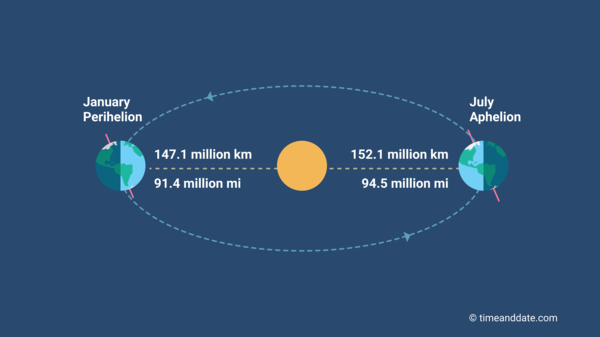 January
Perihelion
147.1 million km
91.4 million mi
July
Aphelion
152.1 million km
94.5 million mi
© timeanddate.com